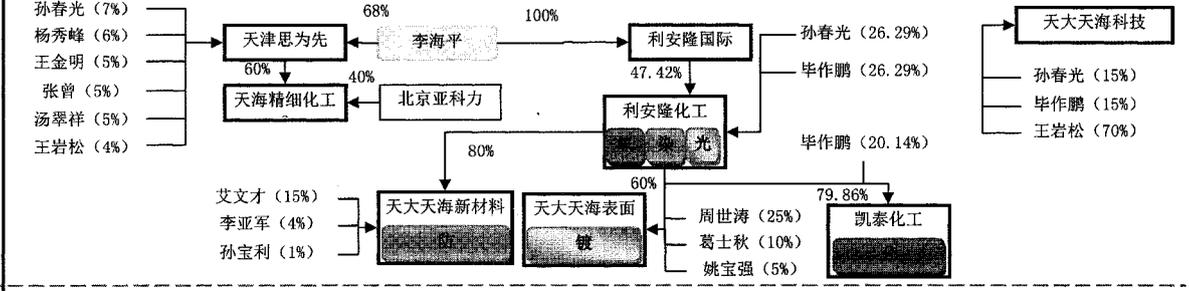 孙春光（7%）
杨秀峰（6%）
王金明（5%）
张曾（5%）
汤翠祥（5%）
王岩松（4%）
天津思为先
68%
李海平
100%
利安隆国际
孙春光（26.29%）
毕作鹏（26.29%）
天大天海科技
孙春光（15%）
毕作鹏（15%）
王岩松（70%）
60%
天海精细化工
40%
北京亚科力
47.42%
利安隆化工
染
光
80%
毕作鹏（20.14%）
艾文才（15%）
李亚军（4%）
孙宝利（1%）
天大天海新材料
防
60%
天大天海表面
镀
周世涛（25%）
葛士秋（10%）
姚宝强（5%）
79.86%
凯泰化工